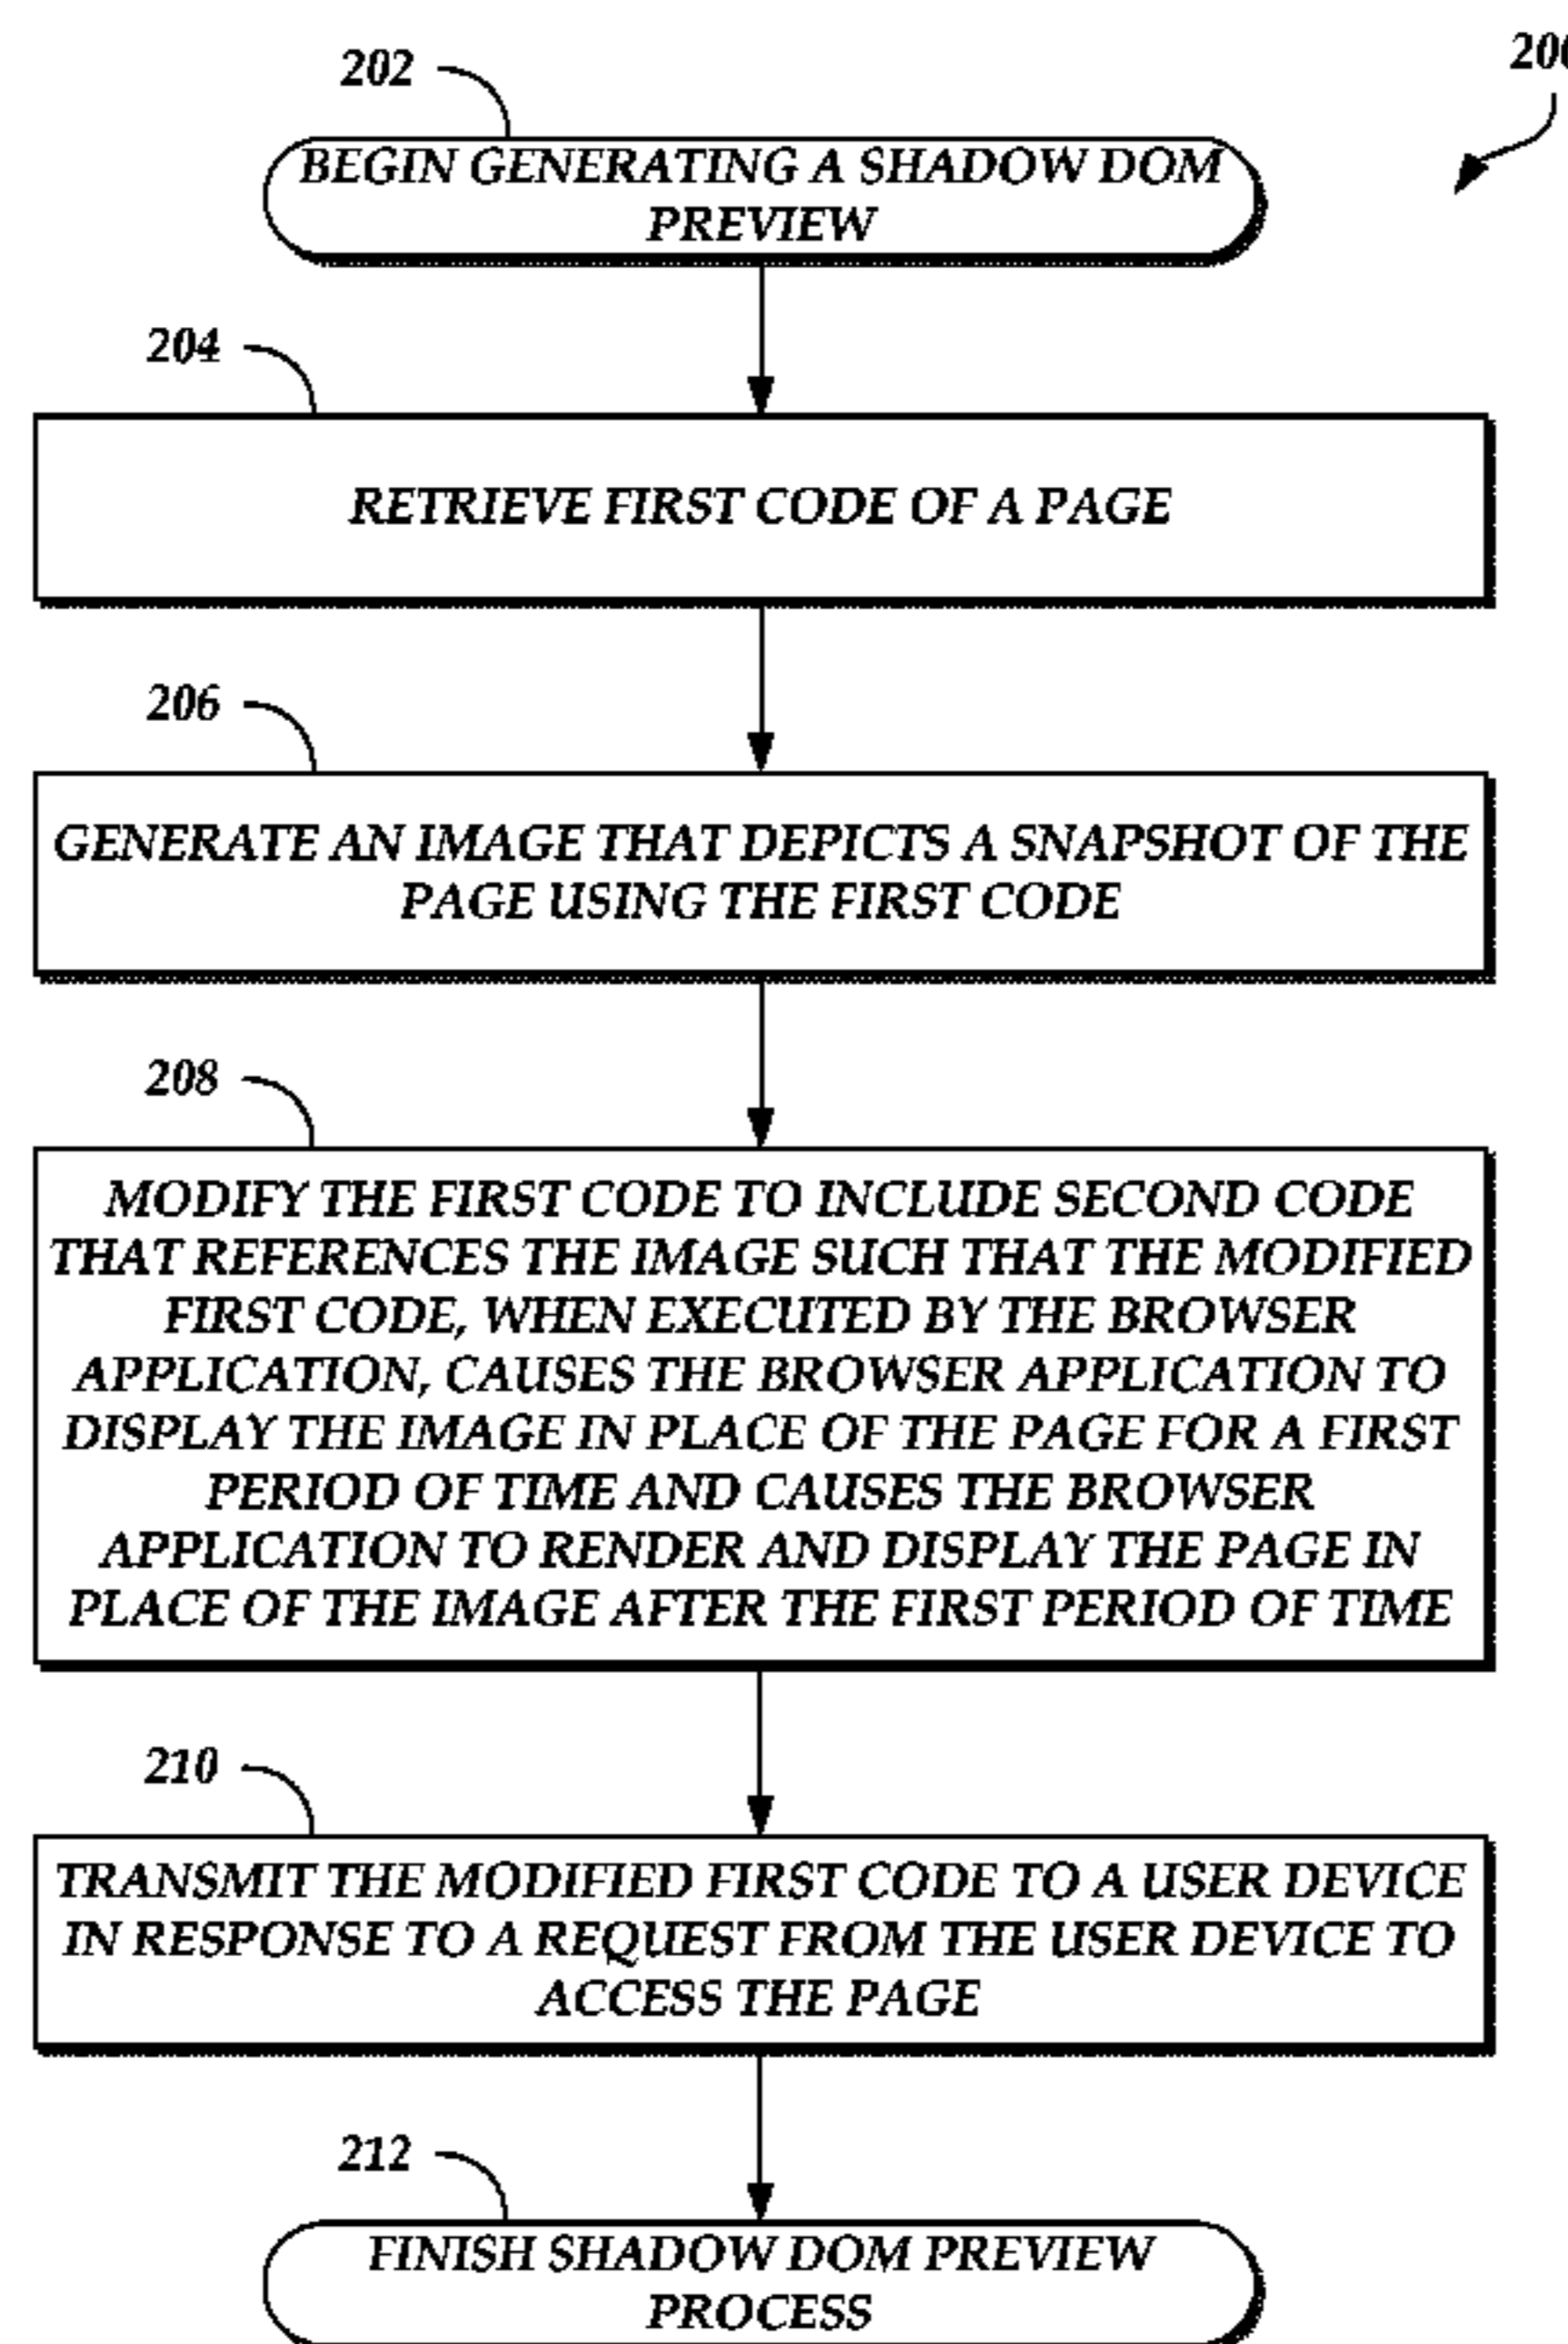 202
BEGIN GENERATING A SHADOW DOM
PREVIEW
204
RETRIEVE FIRST CODE OF A PAGE
206
GENERATE AN IMAGE THAT DEPICTS A SNAPSHOT OF THE
PAGE USING THE FIRST CODE
208
MODIFY THE FIRST CODE TO INCLUDE SECOND CODE
THAT REFERENCES THE IMAGE SUCH THAT THE MODIFIED
FIRST CODE, WHEN EXECUTED BY THE BROWSER
APPLICATION, CAUSES THE BROWSER APPLICATION TO
DISPLAY THE IMAGE IN PLACE OF THE PAGE FOR A FIRST
PERIOD OF TIME AND CAUSES THE BROWSER
APPLICATION TO RENDER AND DISPLAY THE PAGE IN
PLACE OF THE IMAGE AFTER THE FIRST PERIOD OF TIME
210
TRANSMIT THE MODIFIED FIRST CODE TO A USER DEVICE
IN RESPONSE TO A REQUEST FROM THE USER DEVICE TO
ACCESS THE PAGE
212
FINISH SHADOW DOM PREVIEW
PROCESS